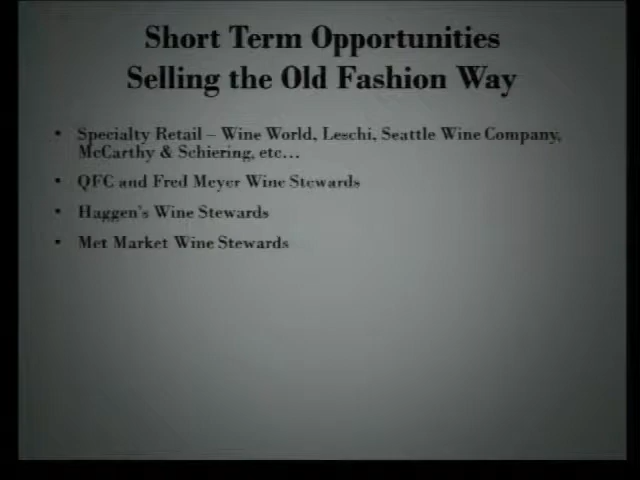 Short Term Opportunities
Selling the Old Fashion Way
• Specialty Retail – Wine World, Leschi, Seattle Wine Company,
McCarthy & Schiering, etc…
• QFC and Fred Meyer Wine Stewards
• Haggen's Wine Stewards
• Met Market Wine Stewards